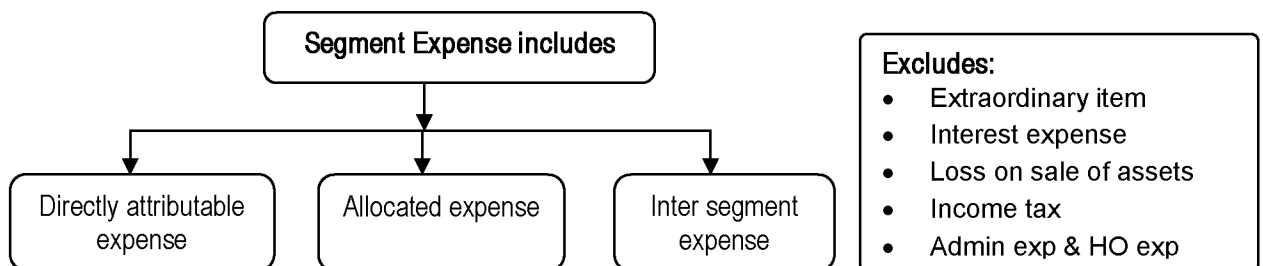 Segment Expense includes
Directly attributable
expense
Allocated expense
Inter segment
expense
Excludes:
• Extraordinary item
• Interest expense
• Loss on sale of assets
• Income tax
• Admin exp & HO exp